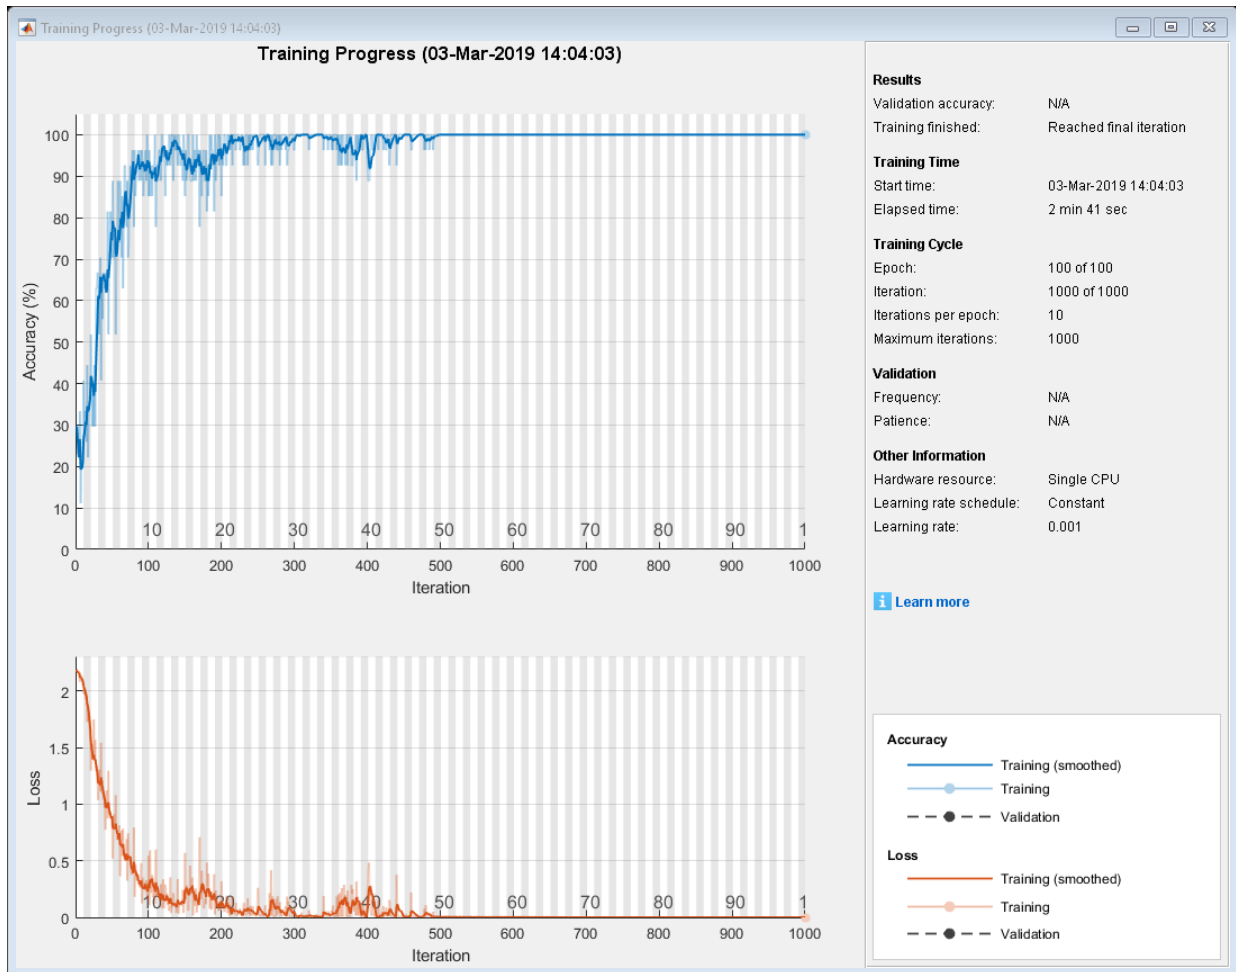 Training Progress (03-Mar-2019 14:04:03)
Training Progress (03-Mar-2019 14:04:03)
100
90
80
70
60
50
40
30
20
10
0
Accuracy (%)
10 20 30 40 50 60 70 80 90 1
0 100 200 300 400 500 600 700 800 900 1000
Iteration
2
1.5
1
0.5
0
Loss
10 20 30 40 50 60 70 80 90 1
0 100 200 300 400 500 600 700 800 900 1000
Iteration
Results
Validation accuracy: N/A
Training finished: Reached final iteration
Training Time
Start time: 03-Mar-2019 14:04:03
Elapsed time: 2 min 41 sec
Training Cycle
Epoch: 100 of 100
Iteration: 1000 of 1000
Iterations per epoch: 10
Maximum iterations: 1000
Validation
Frequency: N/A
Patience: N/A
Other Information
Hardware resource: Single CPU
Learning rate schedule: Constant
Learning rate: 0.001
i Learn more
Accuracy
Training (smoothed)
Training
Validation
Loss
Training (smoothed)
Training
Validation